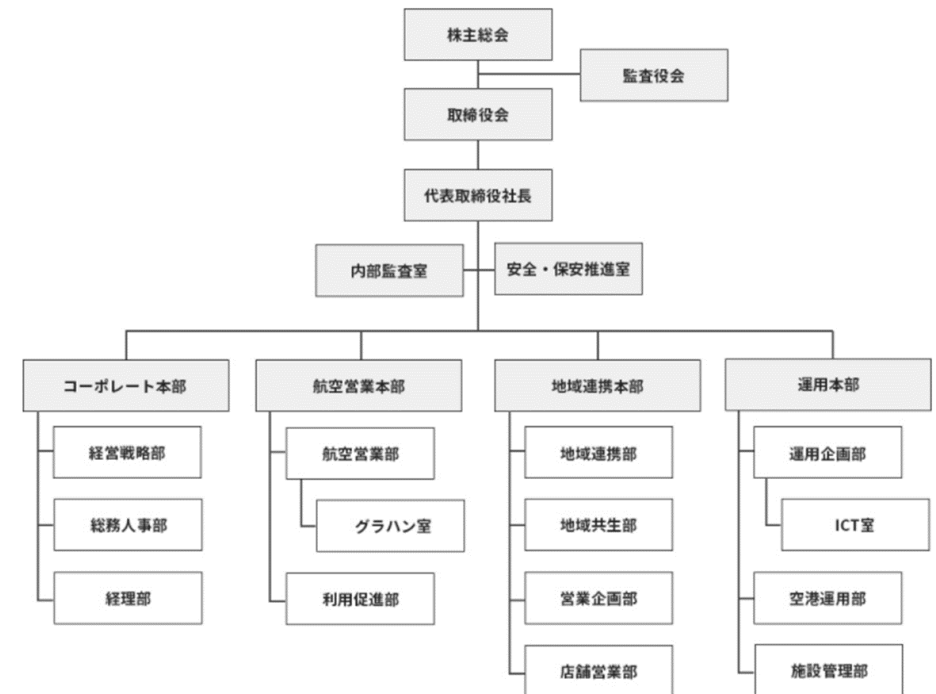 株主総会
監査役会
取締役会
代表取締役社長
内部監査室
安全・保安推進室
コーポレート本部
経営戦略部
総務人事部
経理部
航空営業本部
航空営業部
グラハン室
利用促進部
地域連携本部
地域連携部
地域共生部
営業企画部
店舗営業部
運用本部
運用企画部
ICT室
空港運用部
施設管理部